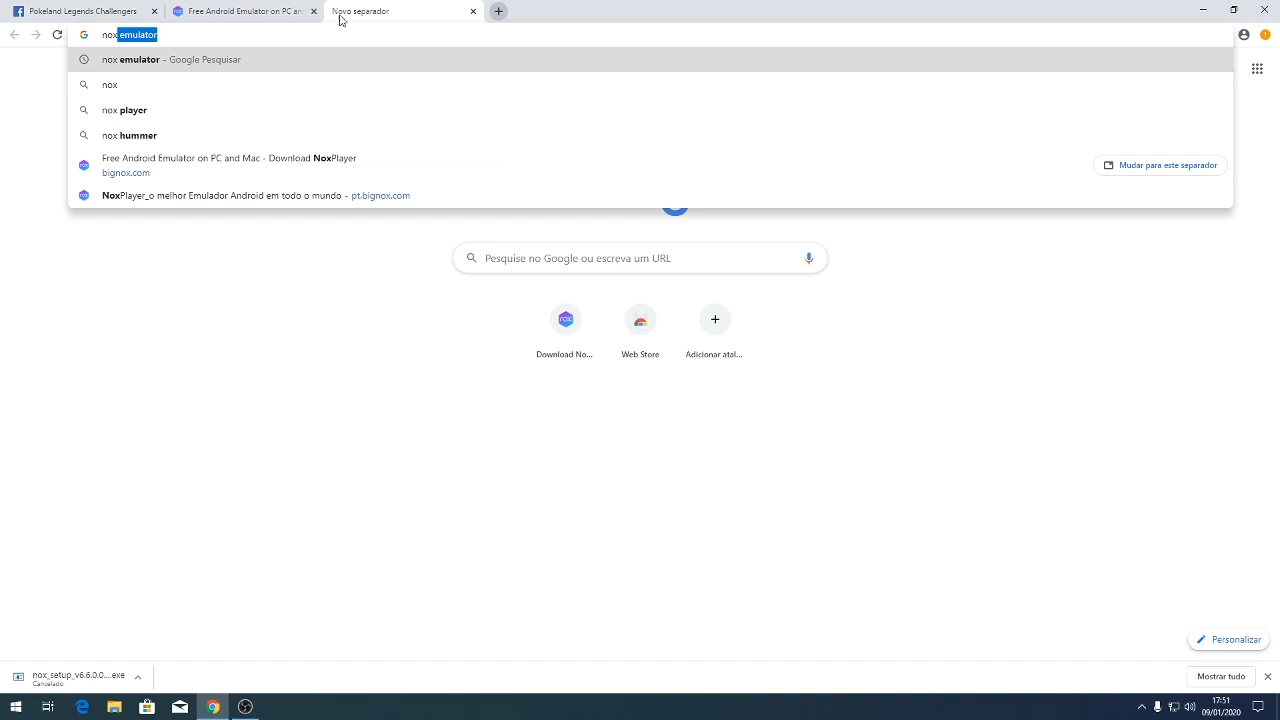 Pokeland Legends Challengers
Free Android Emulator on PC anc
Novo separador
nox emulator
nox emulator - Google Pesquisar
nox
nox player
nox hummer
Free Android Emulator on PC and Mac - Download NoxPlayer
bignox.com
Mudar para este separador
NoxPlayer_o melhor Emulador Android em todo o mundo - pt.bignox.com
Pesquise no Google ou escreva um URL
Download No...
Web Store
Adicionar atal...
Personalizar
nox_setup_v6.6.0.0....exe
Cancelado
Mostrar tudo
17:51
09/01/2020